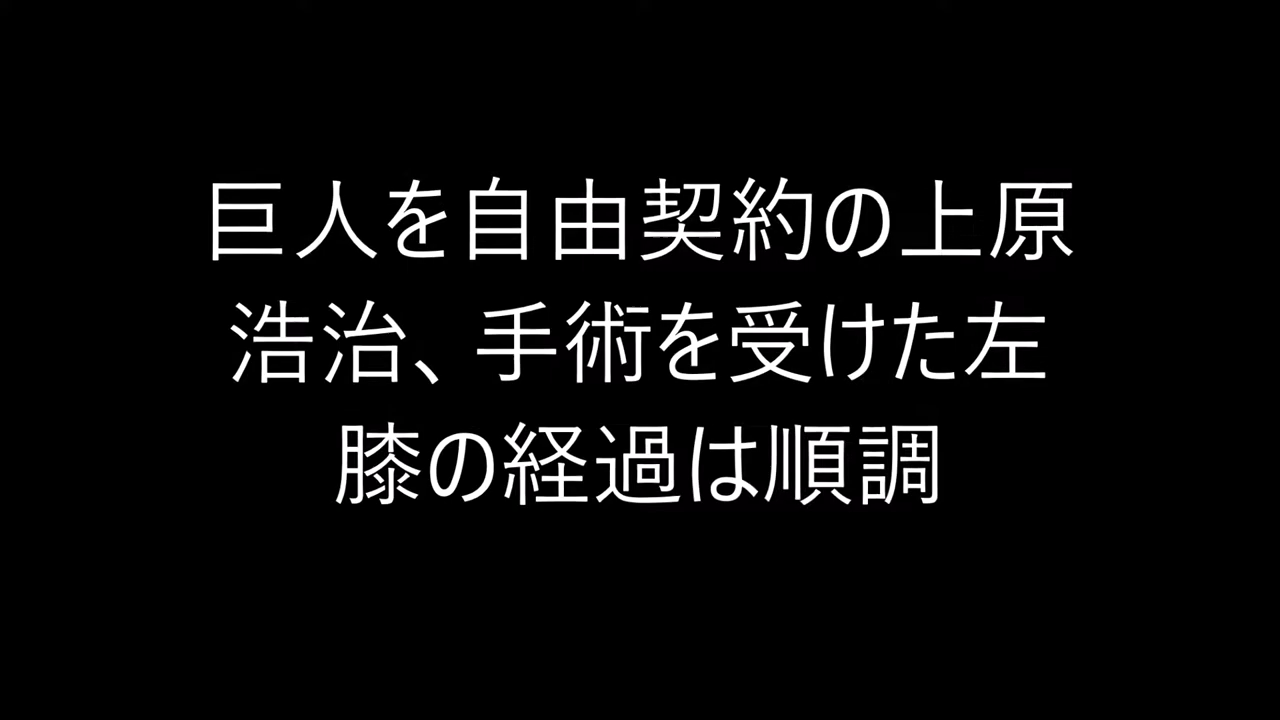 巨人を自由契約の上原
浩治、手術を受けた左
膝の経過は順調